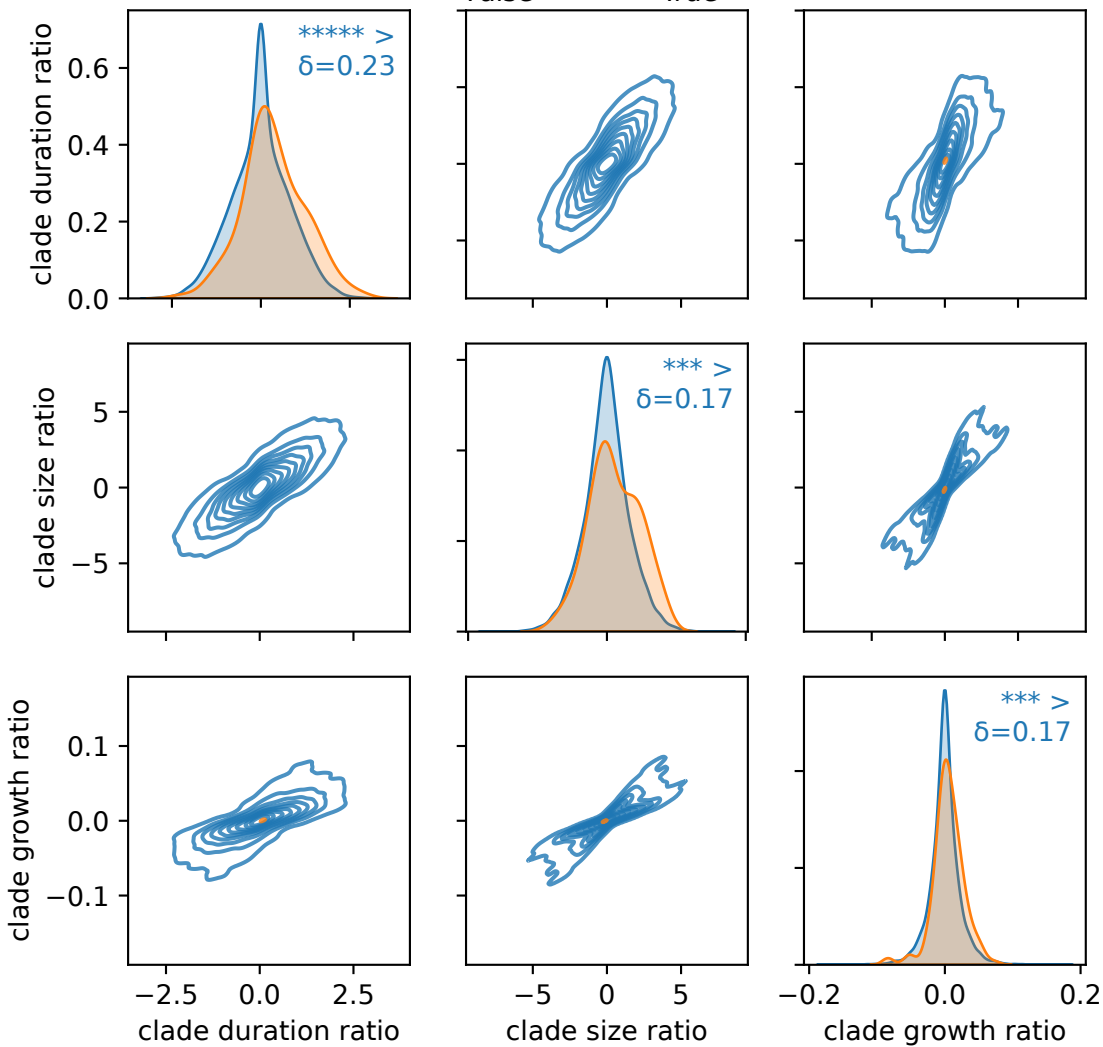 ***** >
δ=0.23
clade duration ratio
0.6
0.4
0.2
0.0
*** >
δ=0.17
clade size ratio
5
0
−5
*** >
δ=0.17
clade growth ratio
0.1
0.0
−0.1
−2.5 0.0 2.5 −5 0 5 −0.2 0.0 0.2
clade duration ratio clade size ratio clade growth ratio